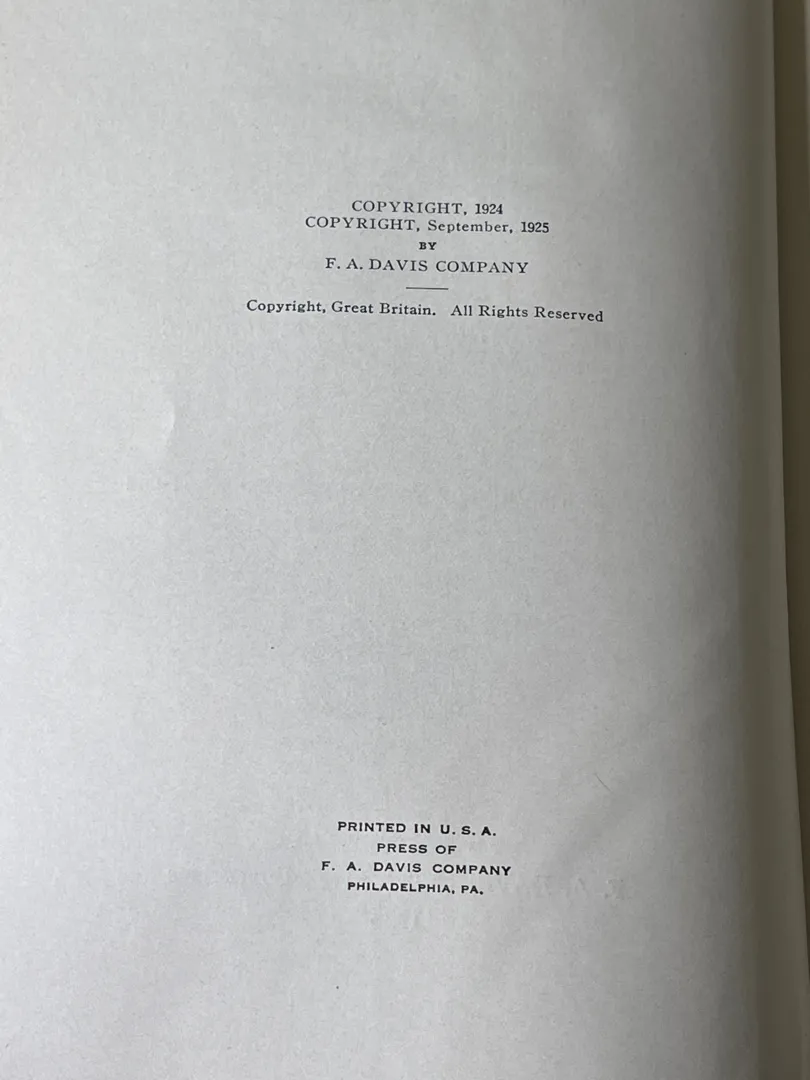 COPYRIGHT, 1924
COPYRIGHT, September, 1925
BY
F. A. DAVIS COMPANY
Copyright, Great Britain. All Rights Reserved
PRINTED IN U. S. A.
PRESS OF
F. A. DAVIS COMPANY
PHILADELPHIA, PA.